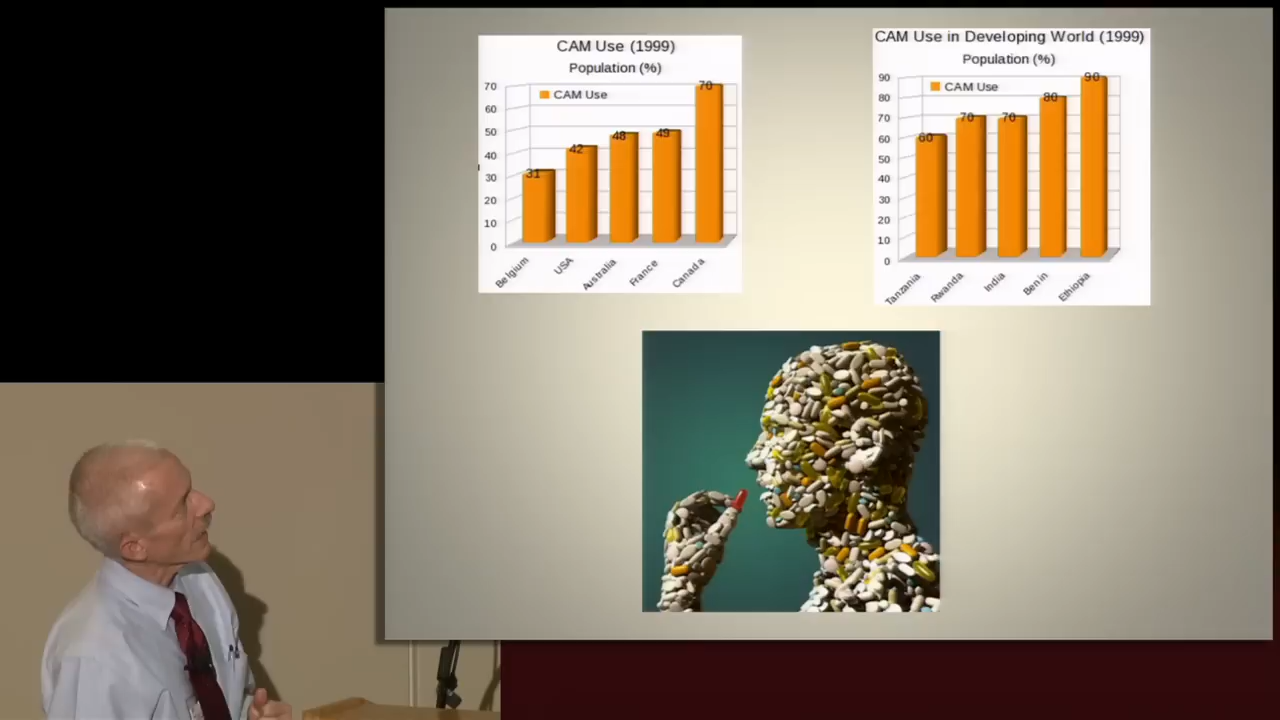 CAM Use (1999)
Population (%)
CAM Use
70
60
50
40
30
20
10
0
31
42
48
49
70
Belgium
USA
Australia
France
Canada
CAM Use in Developing World (1999)
Population (%)
CAM Use
90
80
70
60
50
40
30
20
10
0
60
70
70
80
90
Tanzania
Rwanda
India
Benin
Ethiopia